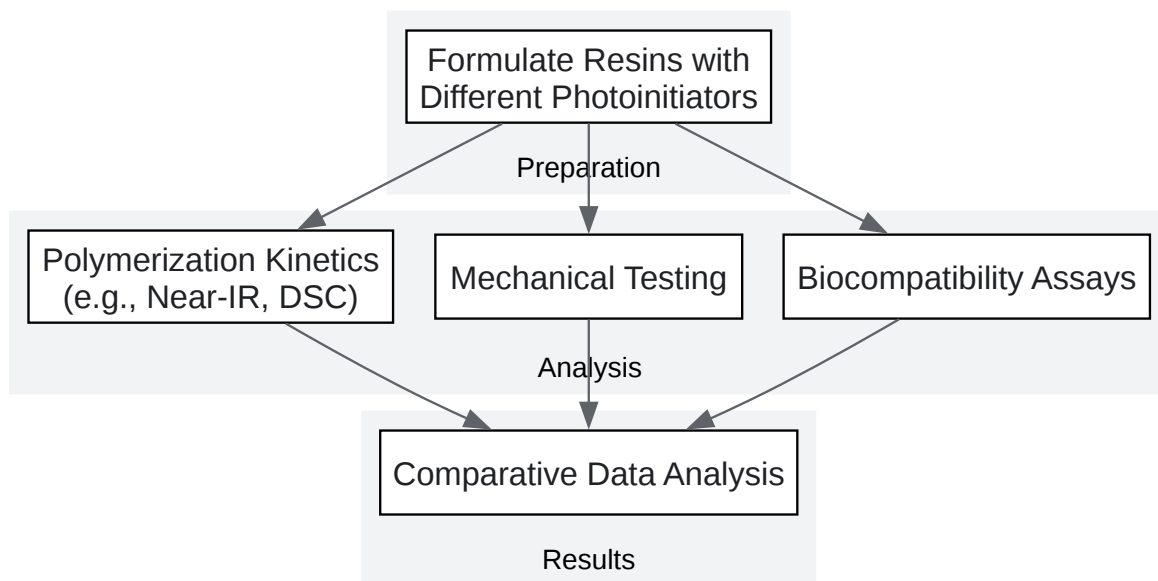 Formulate Resins with
Different Photoinitiators
Preparation
Polymerization Kinetics
(e.g., Near-IR, DSC)
Mechanical Testing
Biocompatibility Assays
Analysis
Comparative Data Analysis
Results